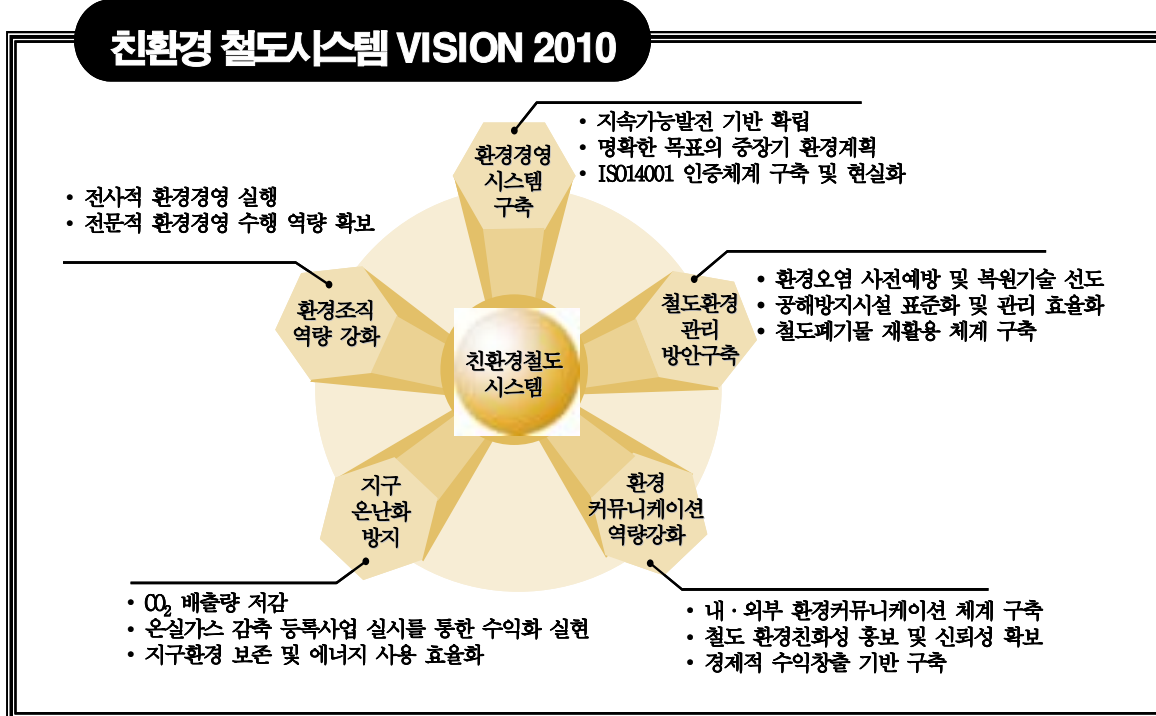 친환경 철도시스템 VISION 2010
환경경영
시스템
구축
• 지속가능발전 기반 확립
• 명확한 목표의 중장기 환경계획
• ISO14001 인증체계 구축 및 현실화
• 전사적 환경경영 실행
• 전문적 환경경영 수행 역량 확보
환경조직
역량 강화
철도환경
관리
방안구축
• 환경오염 사전예방 및 복원기술 선도
• 공해방지시설 표준화 및 관리 효율화
• 철도폐기물 재활용 체계 구축
친환경철도
시스템
지구
온난화
방지
• CO₂ 배출량 저감
• 온실가스 감축 등록사업 실시를 통한 수익화 실현
• 지구환경 보존 및 에너지 사용 효율화
환경
커뮤니케이션
역량강화
• 내·외부 환경커뮤니케이션 체계 구축
• 철도 환경친화성 홍보 및 신뢰성 확보
• 경제적 수익창출 기반 구축